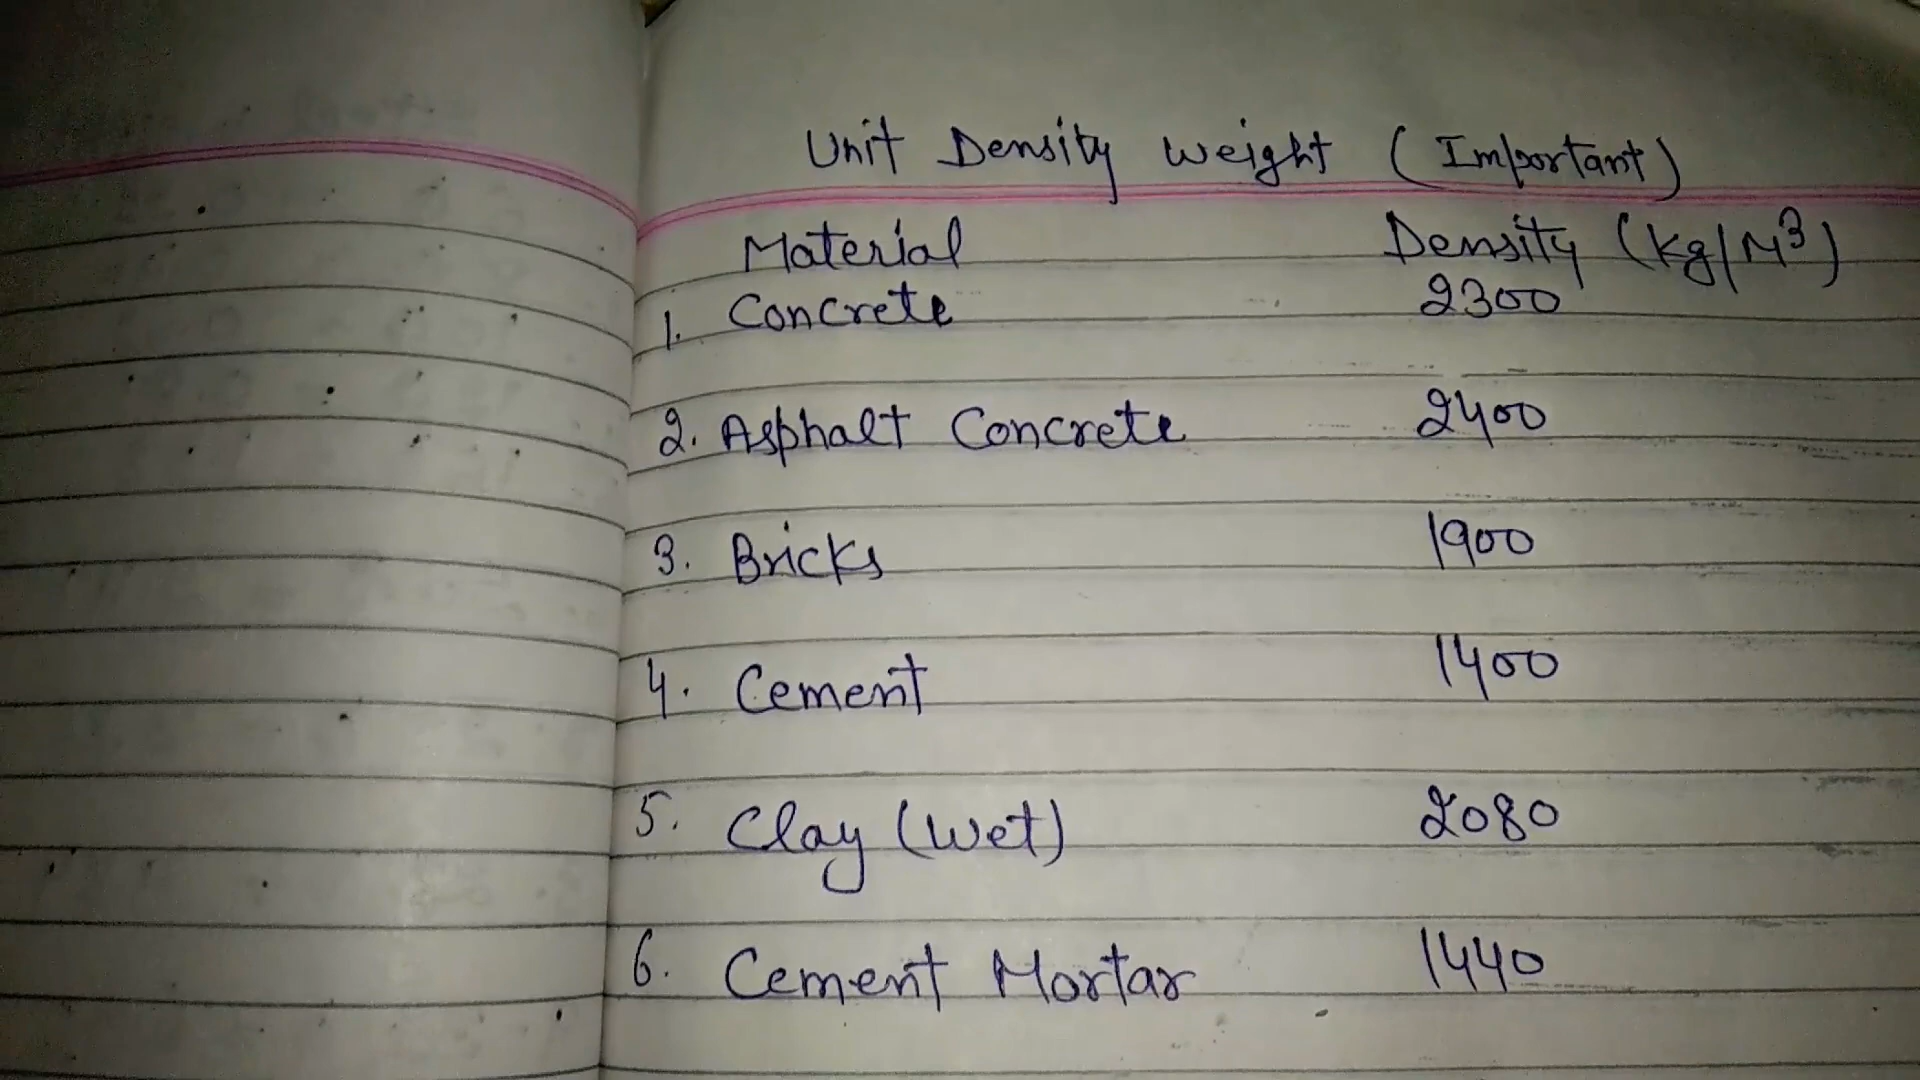 Unit Density weight (Important)
Material Density (kg/M³)
1. Concrete 2300
2. Asphalt Concrete 2400
3. Bricks 1900
4. Cement 1400
5. Clay (wet) 2080
6. Cement Mortar 1440